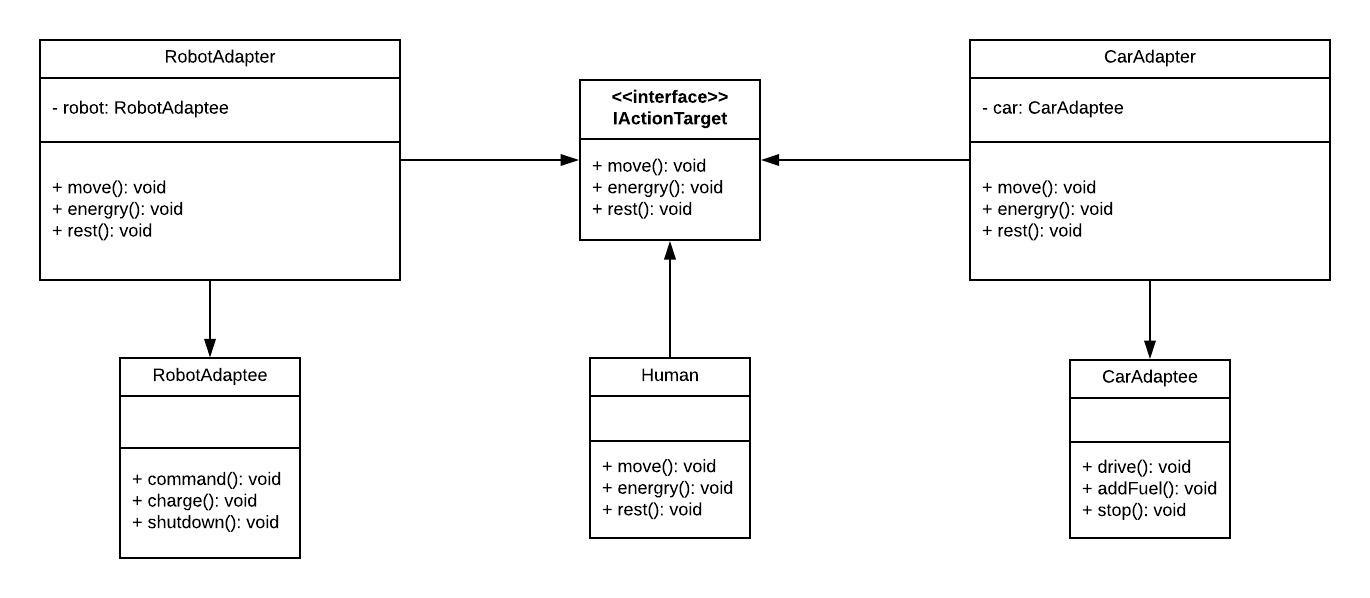 RobotAdapter
- robot: RobotAdaptee
+ move(): void
+ energry(): void
+ rest(): void
<<interface>>
IActionTarget
+ move(): void
+ energry(): void
+ rest(): void
CarAdapter
- car: CarAdaptee
+ move(): void
+ energry(): void
+ rest(): void
RobotAdaptee
+ command(): void
+ charge(): void
+ shutdown(): void
Human
+ move(): void
+ energry(): void
+ rest(): void
CarAdaptee
+ drive(): void
+ addFuel(): void
+ stop(): void